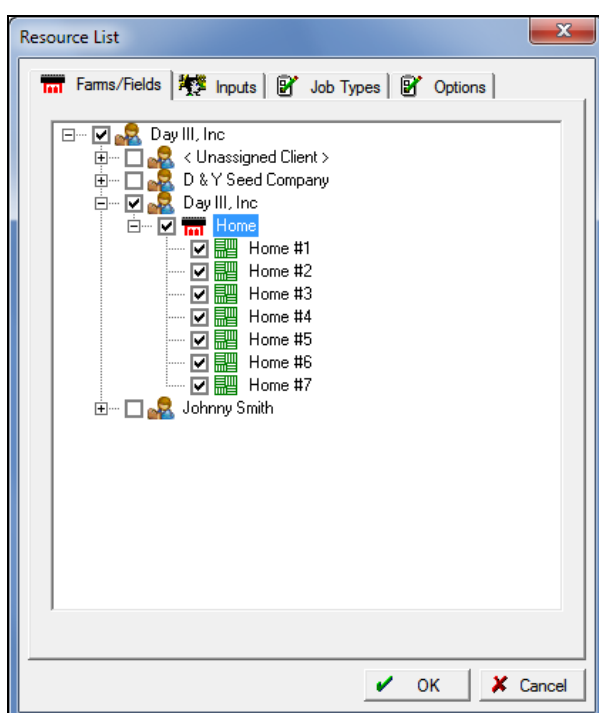 Resource List
Farms/Fields Inputs Job Types Options
Day III, Inc
< Unassigned Client >
D & Y Seed Company
Day III, Inc
Home
Home #1
Home #2
Home #3
Home #4
Home #5
Home #6
Home #7
Johnny Smith
OK Cancel